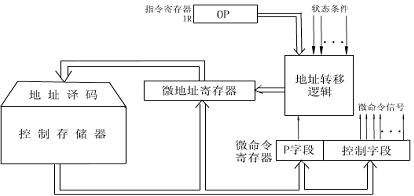 指令寄存器
IR
OP
状态条件
地址译码
控制存储器
微地址寄存器
地址转移
逻辑
微命令信号
微命令
寄存器
P字段
控制字段